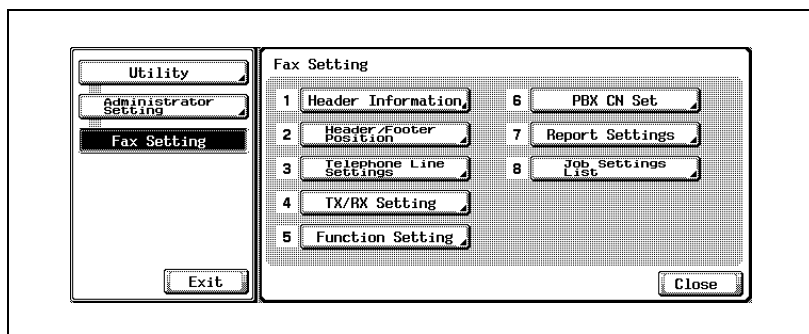 Utility
Administrator
Setting
Fax Setting
Exit
Fax Setting
1 Header Information
2 Header/Footer
Position
3 Telephone Line
Settings
4 TX/RX Setting
5 Function Setting
6 PBX CN Set
7 Report Settings
8 Job Settings
List
Close